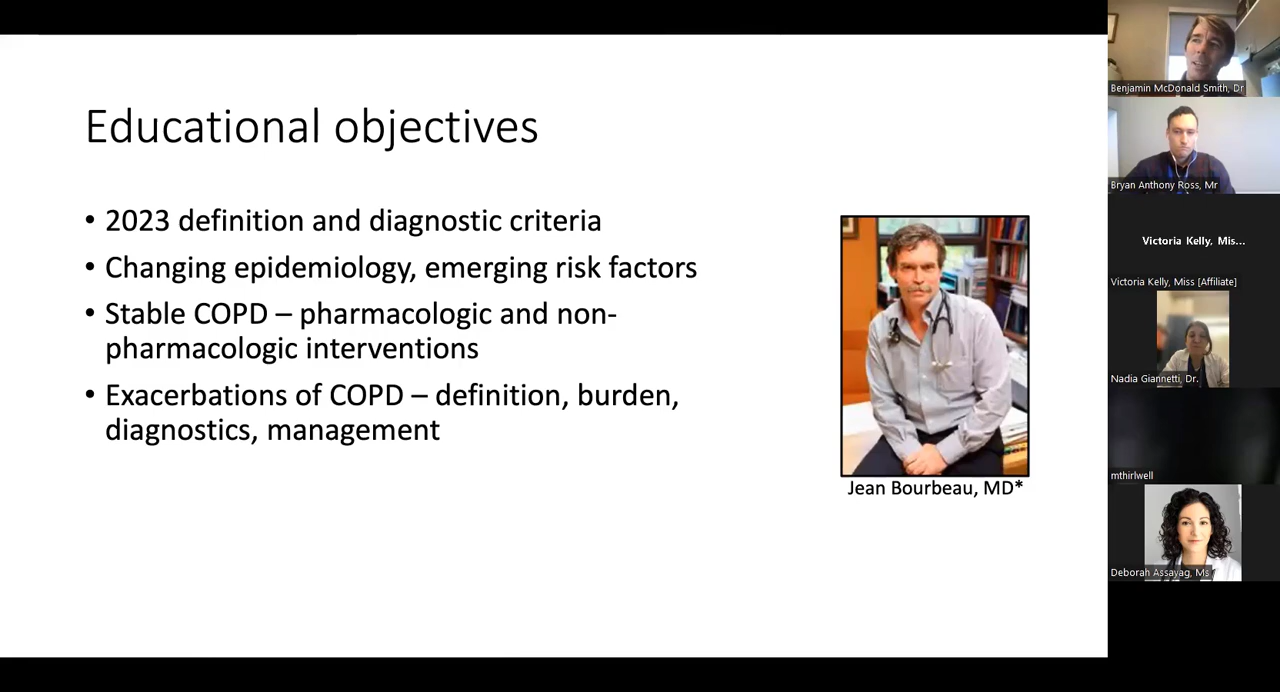 Educational objectives
• 2023 definition and diagnostic criteria
• Changing epidemiology, emerging risk factors
• Stable COPD – pharmacologic and non-
pharmacologic interventions
• Exacerbations of COPD – definition, burden,
diagnostics, management
Jean Bourbeau, MD*
Benjamin McDonald Smith, Dr
Bryan Anthony Ross, Mr
Victoria Kelly, Mis...
Victoria Kelly, Miss [Affiliate]
Nadia Giannetti, Dr.
mthirlwell
Deborah Assayag, Ms